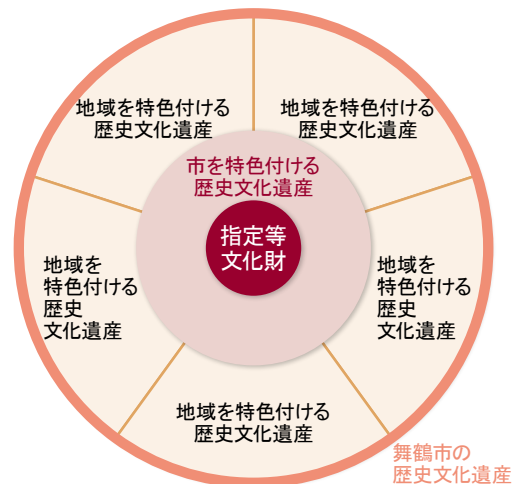 地域を特色付ける
歴史文化遺産
地域を特色付ける
歴史文化遺産
市を特色付ける
歴史文化遺産
指定等
文化財
地域を
特色付ける
歴史
文化遺産
地域を
特色付ける
歴史
文化遺産
地域を特色付ける
歴史文化遺産
舞鶴市の
歴史文化遺産